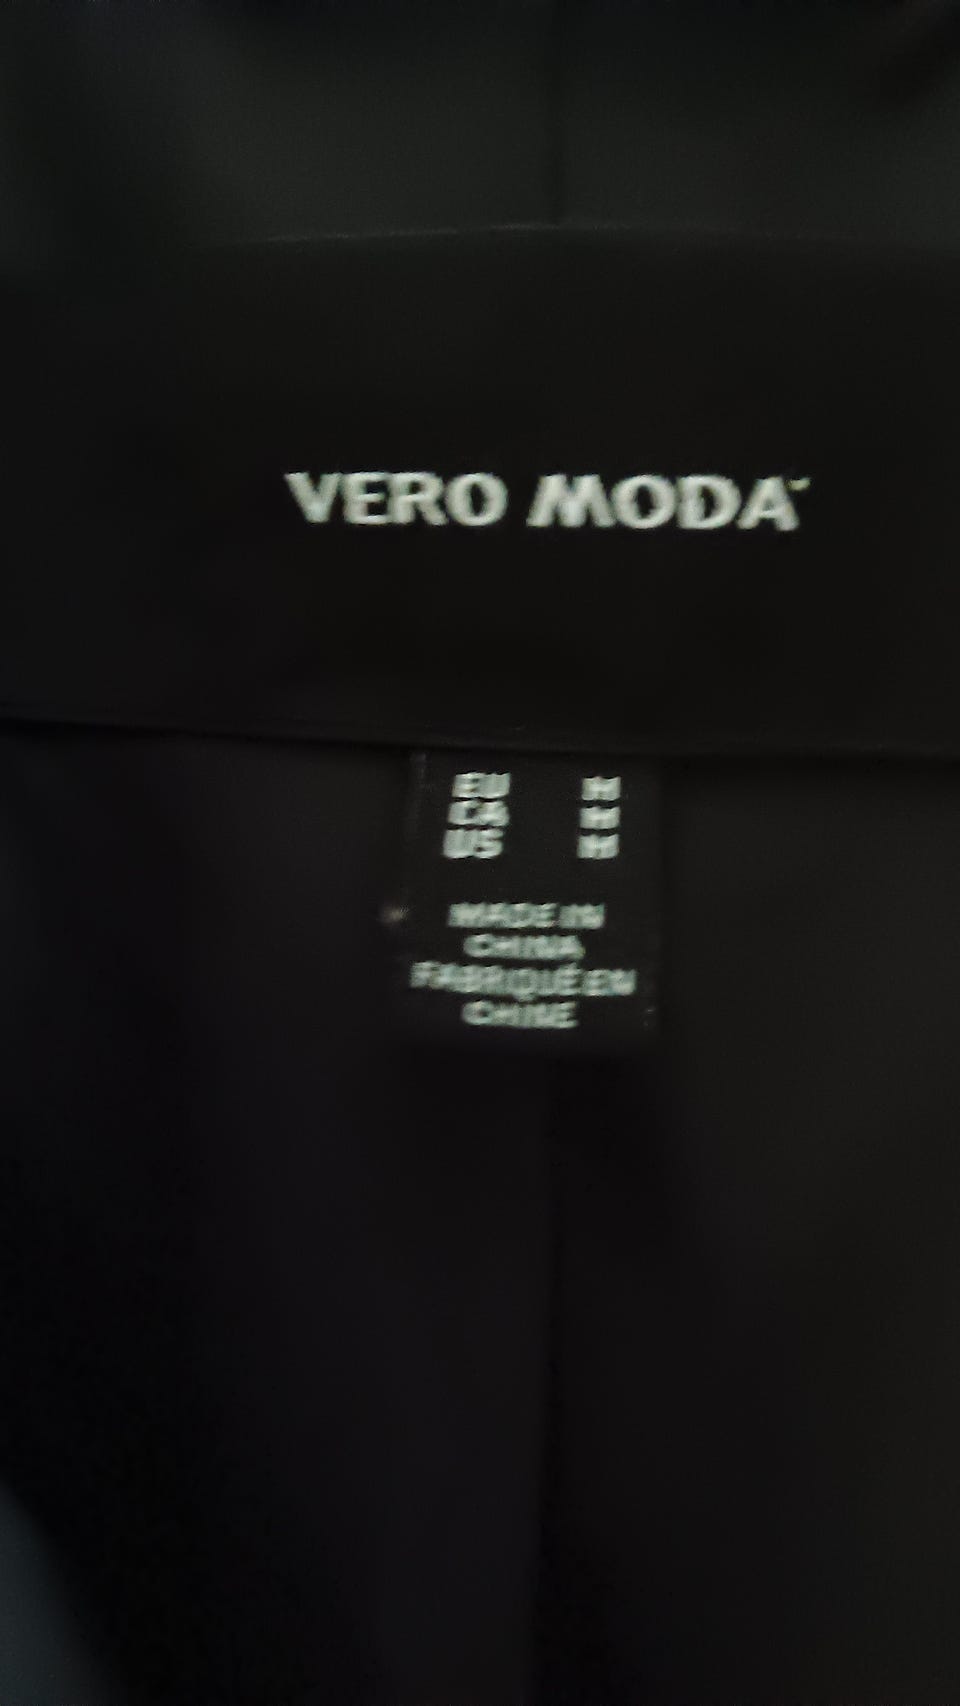 VERO MODA
EU M
CA M
US M
MADE IN
CHINA
FABRIQUÉ EN
CHINE